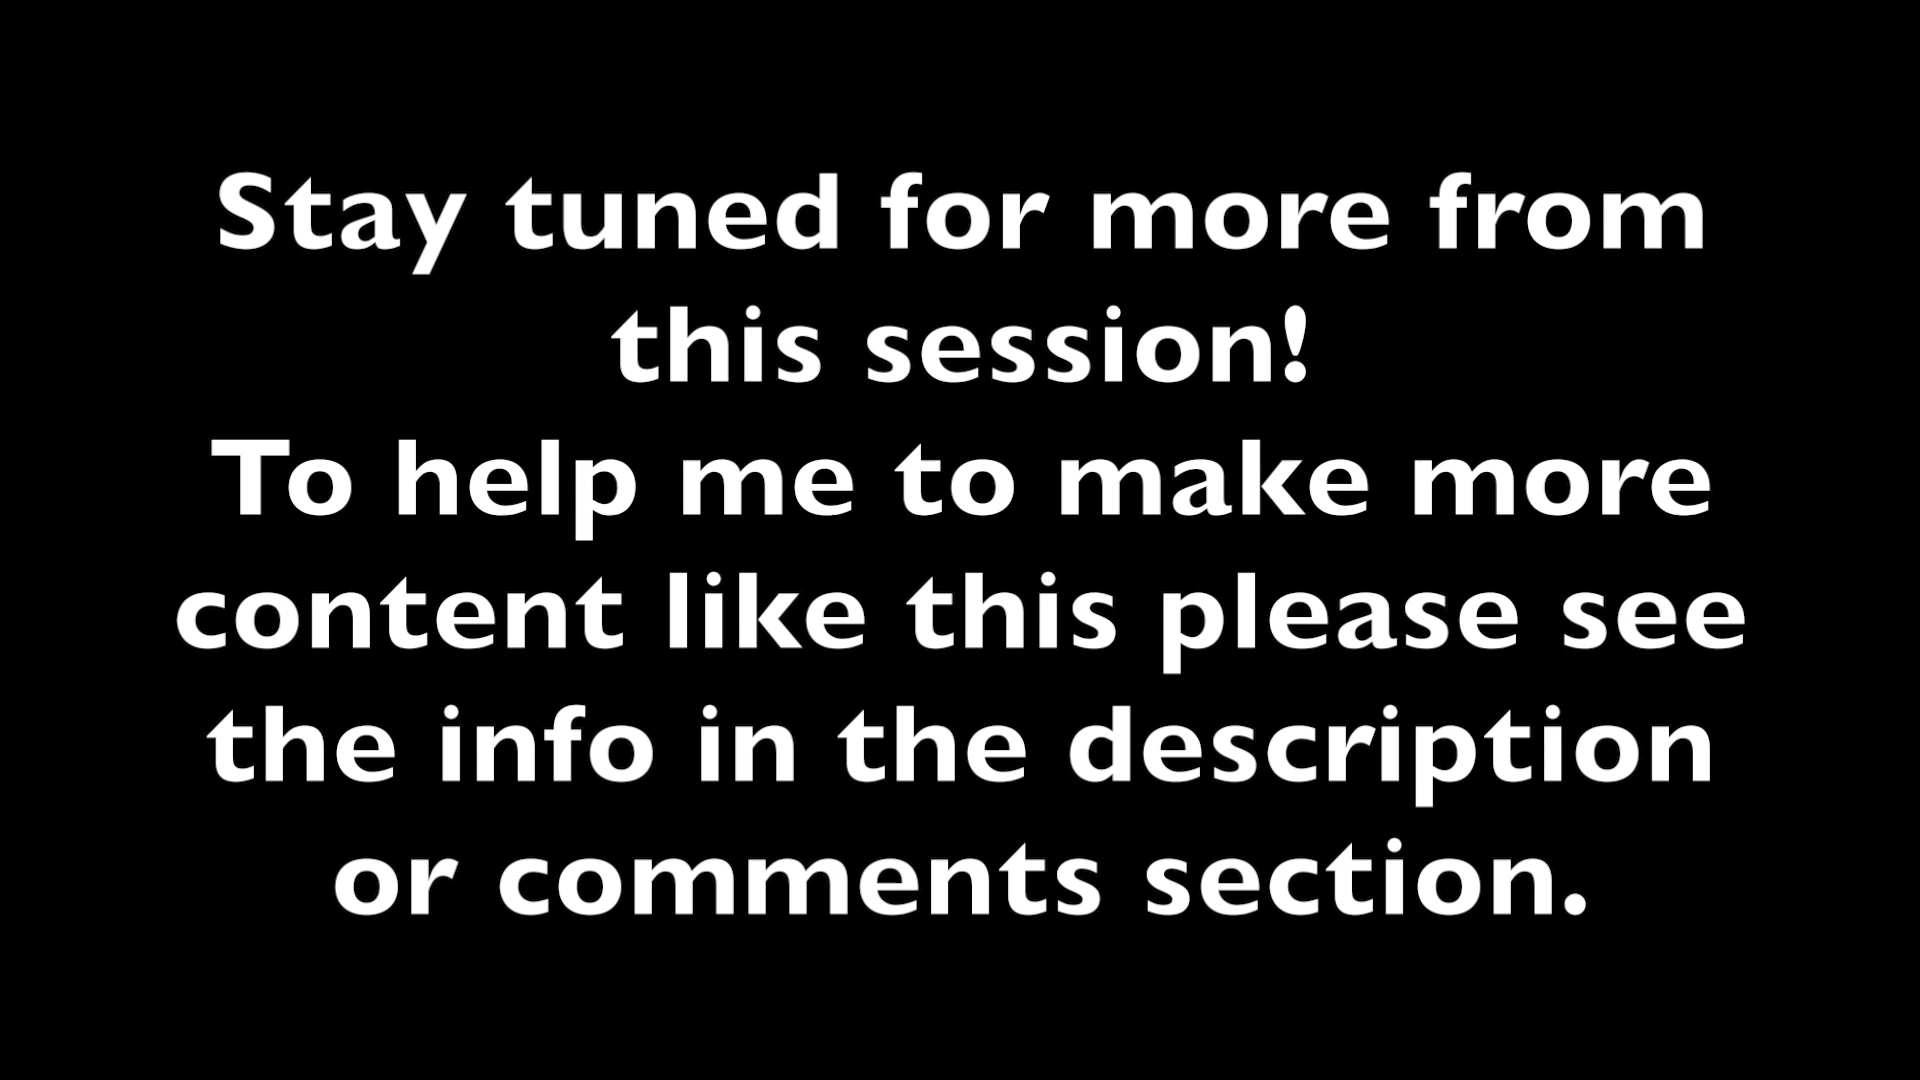 Stay tuned for more from
this session!
To help me to make more
content like this please see
the info in the description
or comments section.